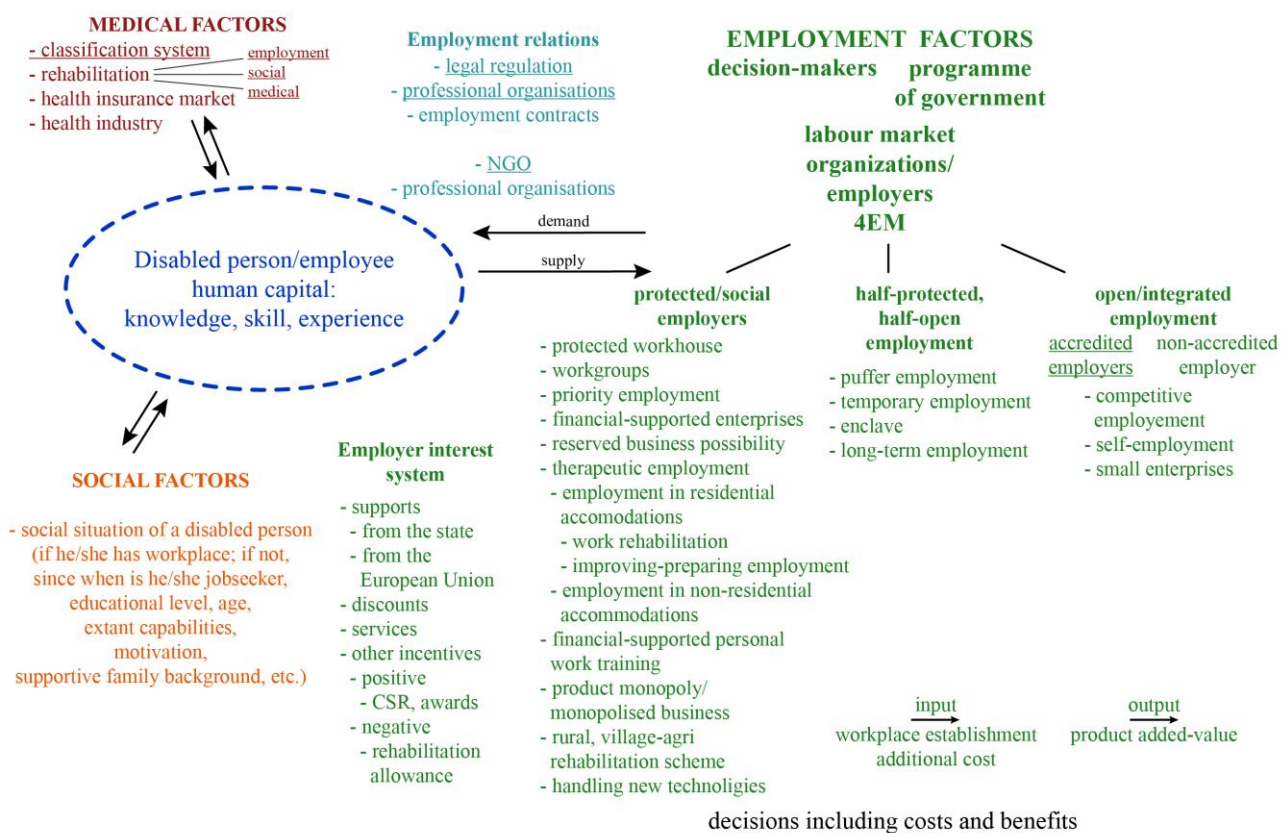 MEDICAL FACTORS
- classification system
- rehabilitation
employment
social
medical
- health insurance market
- health industry
Employment relations
- legal regulation
- professional organisations
- employment contracts
- NGO
- professional organisations
EMPLOYMENT FACTORS
decision-makers
programme
of government
labour market
organizations/
employers
4EM
demand
supply
Disabled person/employee
human capital:
knowledge, skill, experience
protected/social
employers
- protected workhouse
- workgroups
- priority employment
- financial-supported enterprises
- reserved business possibility
- therapeutic employment
- employment in residential
accomodations
- work rehabilitation
- improving-preparing employment
- employment in non-residential
accommodations
- financial-supported personal
work training
- product monopoly/
monopolised business
- rural, village-agri
rehabilitation scheme
- handling new technoligies
half-protected,
half-open
employment
- puffer employment
- temporary employment
- enclave
- long-term employment
open/integrated
employment
accredited
employers
non-accredited
employer
- competitive
employement
- self-employment
- small enterprises
SOCIAL FACTORS
- social situation of a disabled person
(if he/she has workplace; if not,
since when is he/she jobseeker,
educational level, age,
extant capabilities,
motivation,
supportive family background, etc.)
Employer interest
system
- supports
- from the state
- from the
European Union
- discounts
- services
- other incentives
- positive
- CSR, awards
- negative
- rehabilitation
allowance
input
workplace establishment
additional cost
output
product added-value
decisions including costs and benefits